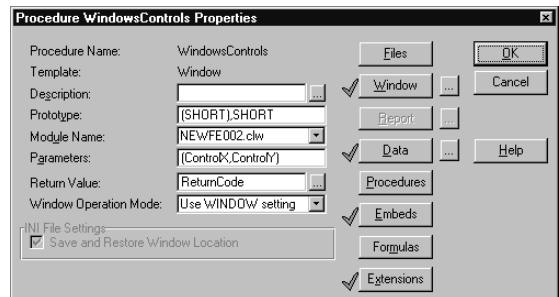 Procedure WindowsControls Properties
Procedure Name: WindowsControls
Template: Window
Description: ...
Prototype: (SHORT),SHORT
Module Name: NEWFE002.clw
Parameters: (ControlX,ControlY)
Return Value: ReturnCode ...
Window Operation Mode: Use WINDOW setting
INI File Settings
Save and Restore Window Location
Files
Window ...
Report ...
Data ...
Procedures
Embeds
Formulas
Extensions
OK
Cancel
Help